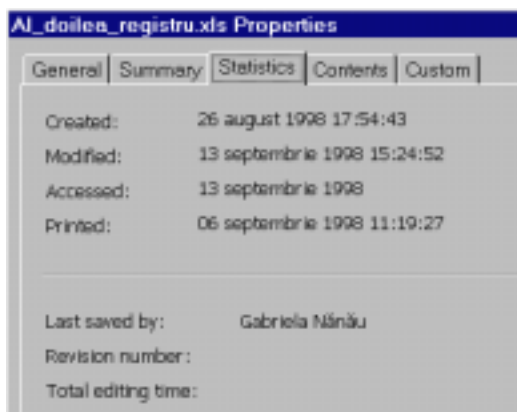 Al_doilea_registru.xls Properties
General Summary Statistics Contents Custom
Created: 26 august 1998 17:54:43
Modified: 13 septembrie 1998 15:24:52
Accessed: 13 septembrie 1998
Printed: 06 septembrie 1998 11:19:27
Last saved by: Gabriela Nănău
Revision number:
Total editing time: